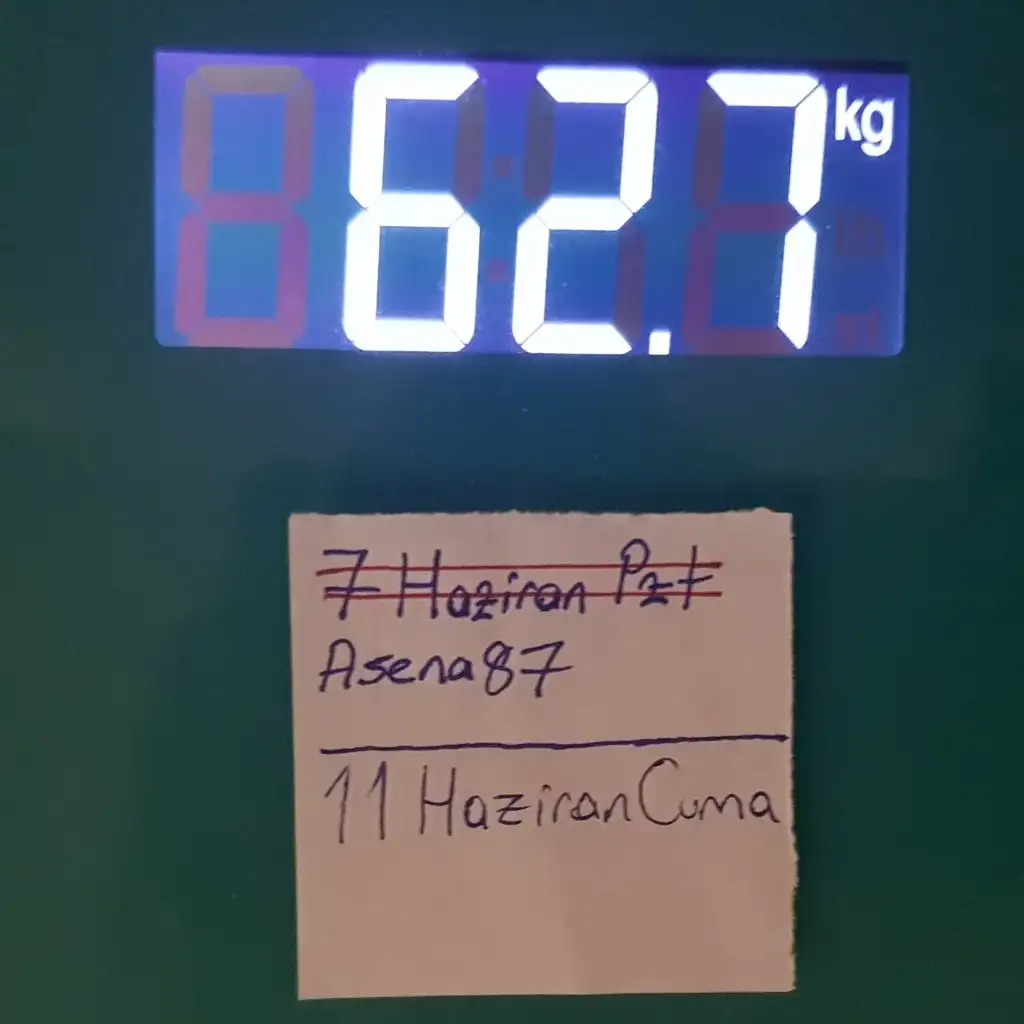 62.7 kg
7 Haziran Pzt
Asena87
11 Haziran Cuma